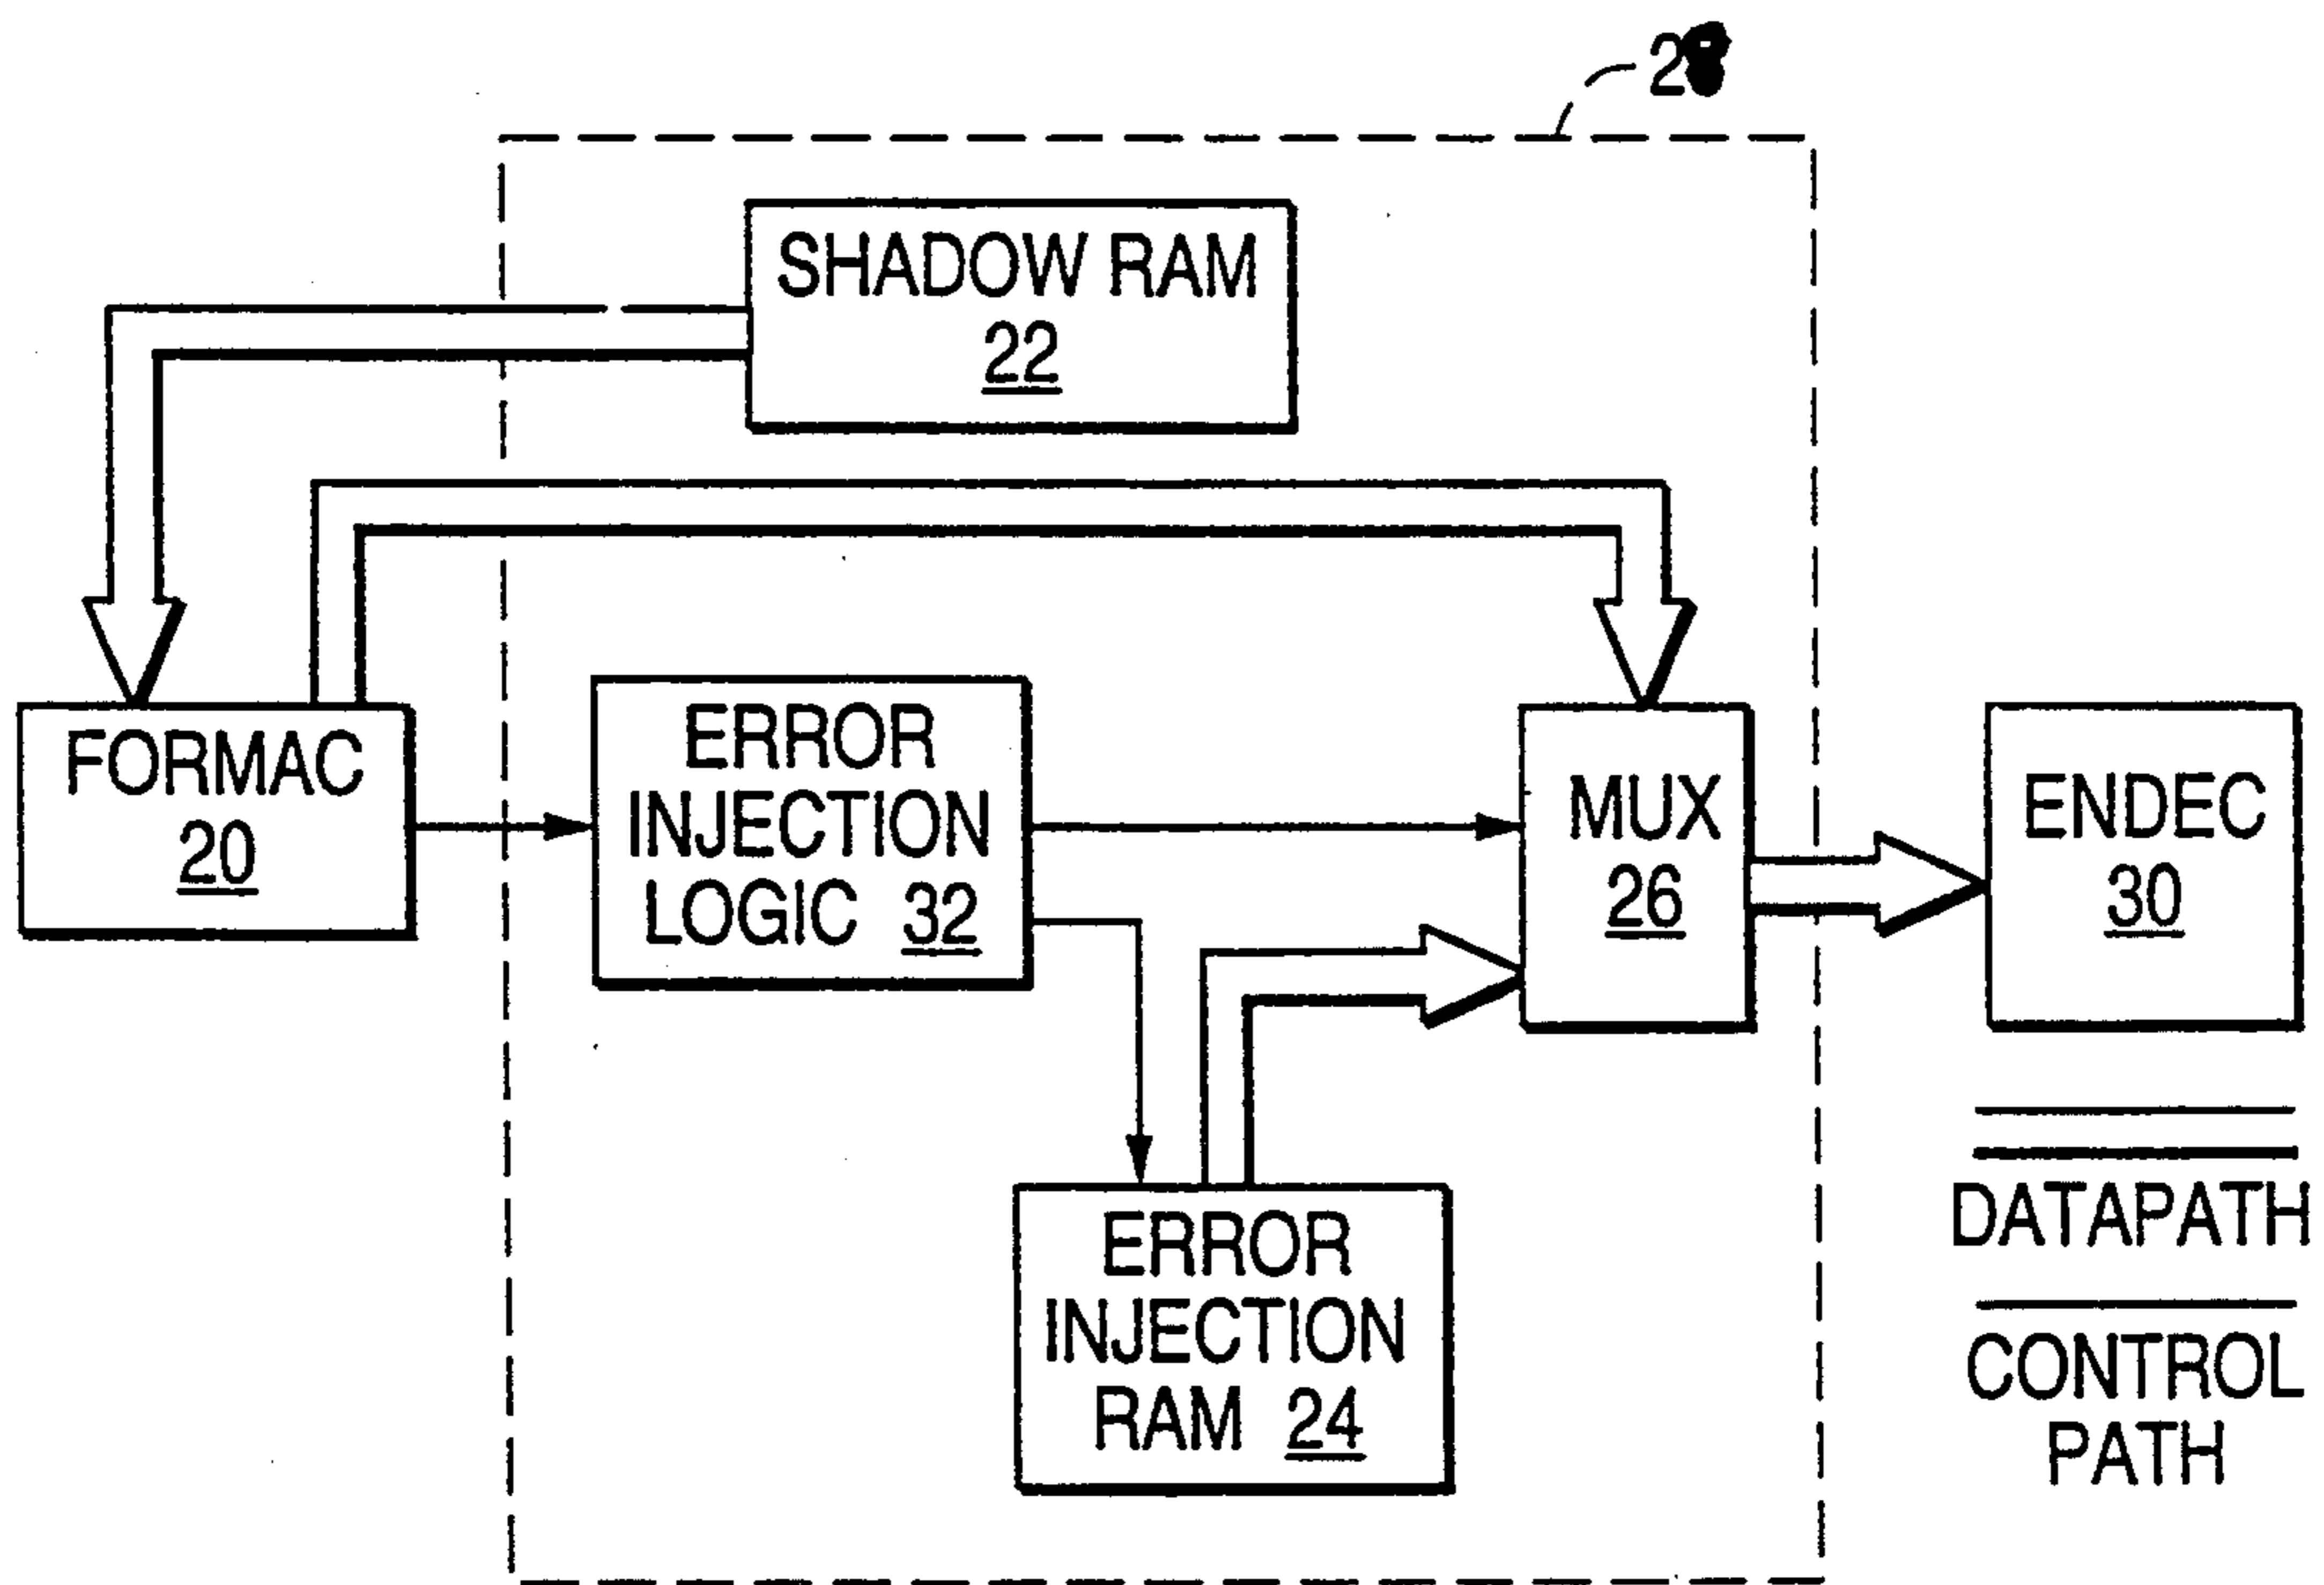 SHADOW RAM
22
FORMAC
20
ERROR
INJECTION
LOGIC 32
MUX
26
ENDEC
30
ERROR
INJECTION
RAM 24
DATAPATH
CONTROL
PATH